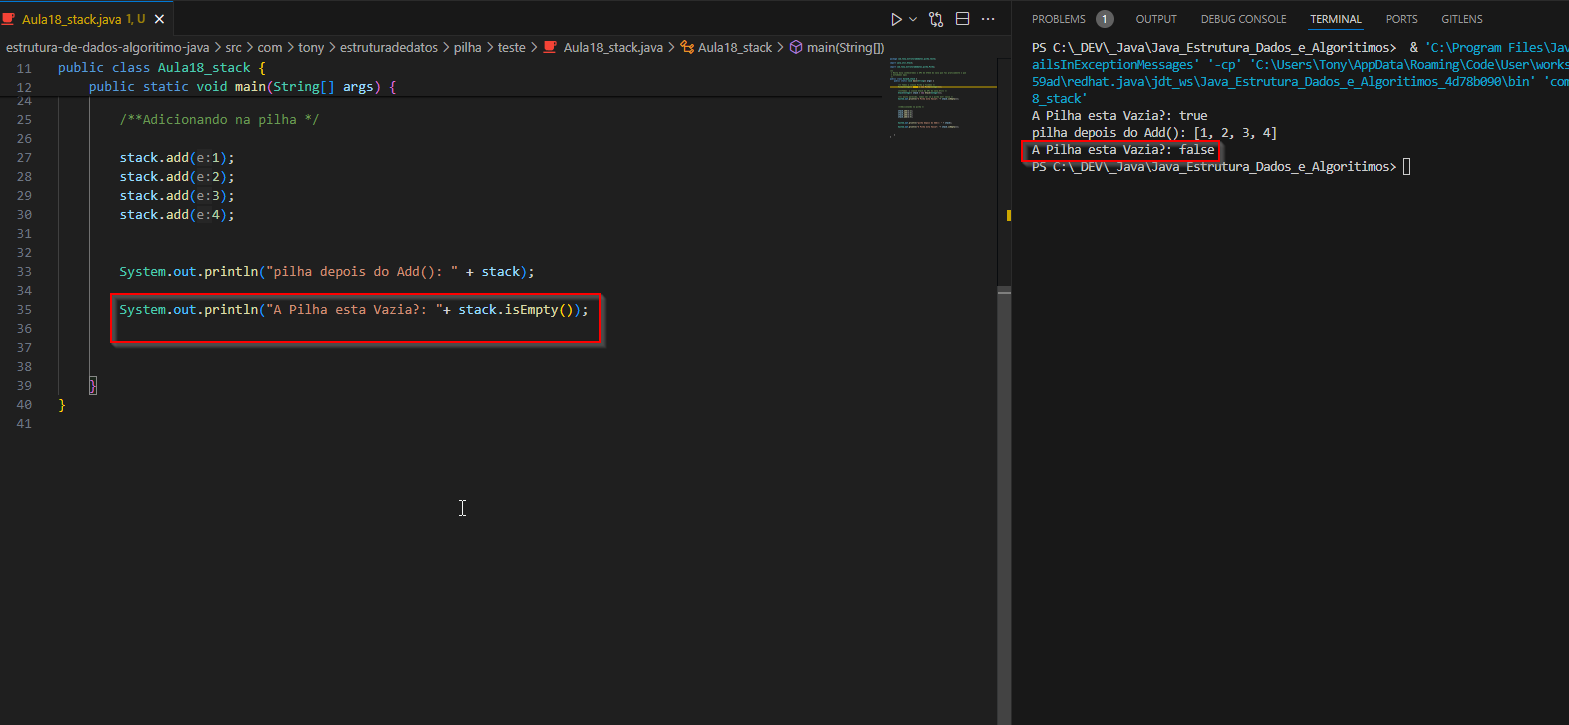 Aula18_stack.java 1, U
estrutura-de-dados-algoritimo-java > src > com > tony > estruturadedatos > pilha > teste > Aula18_stack.java > Aula18_stack > main(String[])
11 public class Aula18_stack {
12 public static void main(String[] args) {
24
25 /**Adicionando na pilha */
26
27 stack.add(e:1);
28 stack.add(e:2);
29 stack.add(e:3);
30 stack.add(e:4);
31
32
33 System.out.println("pilha depois do Add(): " + stack);
34
35 System.out.println("A Pilha esta Vazia?: "+ stack.isEmpty());
36
37
38
39 }
40 }
41
PROBLEMS 1 OUTPUT DEBUG CONSOLE TERMINAL PORTS GITLENS
PS C:\_DEV\_Java\Java_Estrutura_Dados_e_Algoritimos> & 'C:\Program Files\Jav
ailsInExceptionMessages' '-cp' 'C:\Users\Tony\AppData\Roaming\Code\User\works
59ad\redhat.java\jdt_ws\Java_Estrutura_Dados_e_Algoritimos_4d78b090\bin' 'com
8_stack'
A Pilha esta Vazia?: true
pilha depois do Add(): [1, 2, 3, 4]
A Pilha esta Vazia?: false
PS C:\_DEV\_Java\Java_Estrutura_Dados_e_Algoritimos>